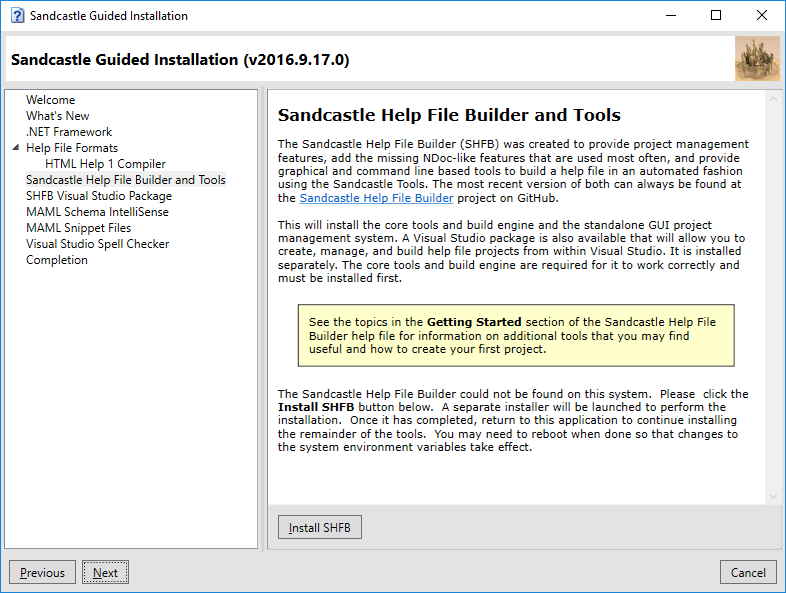 Sandcastle Guided Installation
Sandcastle Guided Installation (v2016.9.17.0)
Welcome
What's New
.NET Framework
Help File Formats
HTML Help 1 Compiler
Sandcastle Help File Builder and Tools
SHFB Visual Studio Package
MAML Schema IntelliSense
MAML Snippet Files
Visual Studio Spell Checker
Completion
Sandcastle Help File Builder and Tools
The Sandcastle Help File Builder (SHFB) was created to provide project management
features, add the missing NDoc-like features that are used most often, and provide
graphical and command line based tools to build a help file in an automated fashion
using the Sandcastle Tools. The most recent version of both can always be found at
the Sandcastle Help File Builder project on GitHub.
This will install the core tools and build engine and the standalone GUI project
management system. A Visual Studio package is also available that will allow you to
create, manage, and build help file projects from within Visual Studio. It is installed
separately. The core tools and build engine are required for it to work correctly and
must be installed first.
See the topics in the Getting Started section of the Sandcastle Help File
Builder help file for information on additional tools that you may find
useful and how to create your first project.
The Sandcastle Help File Builder could not be found on this system. Please click the
Install SHFB button below. A separate installer will be launched to perform the
installation. Once it has completed, return to this application to continue installing
the remainder of the tools. You may need to reboot when done so that changes to
the system environment variables take effect.
Install SHFB
Previous
Next
Cancel